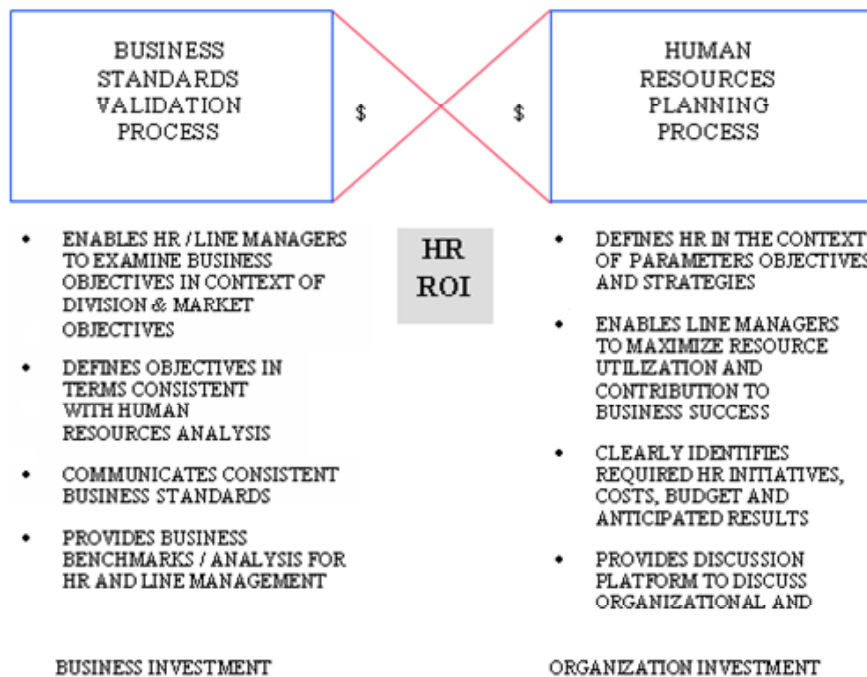 BUSINESS
STANDARDS
VALIDATION
PROCESS
$
$
HUMAN
RESOURCES
PLANNING
PROCESS
• ENABLES HR / LINE MANAGERS
TO EXAMINE BUSINESS
OBJECTIVES IN CONTEXT OF
DIVISION & MARKET
OBJECTIVES
• DEFINES OBJECTIVES IN
TERMS CONSISTENT
WITH HUMAN
RESOURCES ANALYSIS
• COMMUNICATES CONSISTENT
BUSINESS STANDARDS
• PROVIDES BUSINESS
BENCHMARKS / ANALYSIS FOR
HR AND LINE MANAGEMENT
HR
ROI
• DEFINES HR IN THE CONTEXT
OF PARAMETERS OBJECTIVES
AND STRATEGIES
• ENABLES LINE MANAGERS
TO MAXIMIZE RESOURCE
UTILIZATION AND
CONTRIBUTION TO
BUSINESS SUCCESS
• CLEARLY IDENTIFIES
REQUIRED HR INITIATIVES,
COSTS, BUDGET AND
ANTICIPATED RESULTS
• PROVIDES DISCUSSION
PLATFORM TO DISCUSS
ORGANIZATIONAL AND
BUSINESS INVESTMENT
ORGANIZATION INVESTMENT